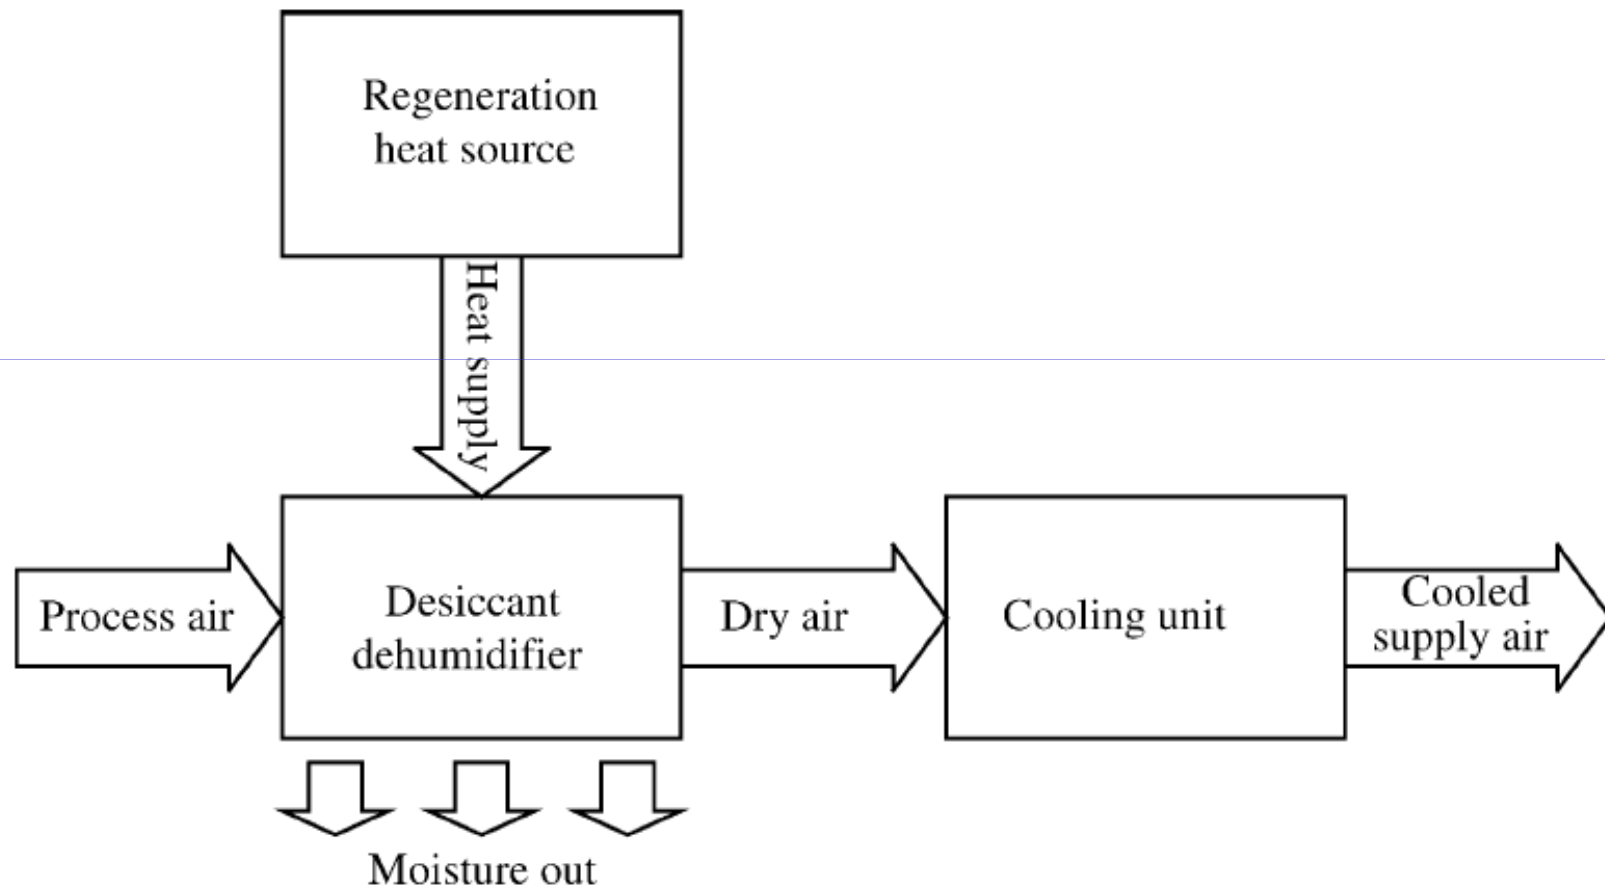 Regeneration
heat source
Heat supply
Process air
Desiccant
dehumidifier
Dry air
Cooling unit
Cooled
supply air
Moisture out